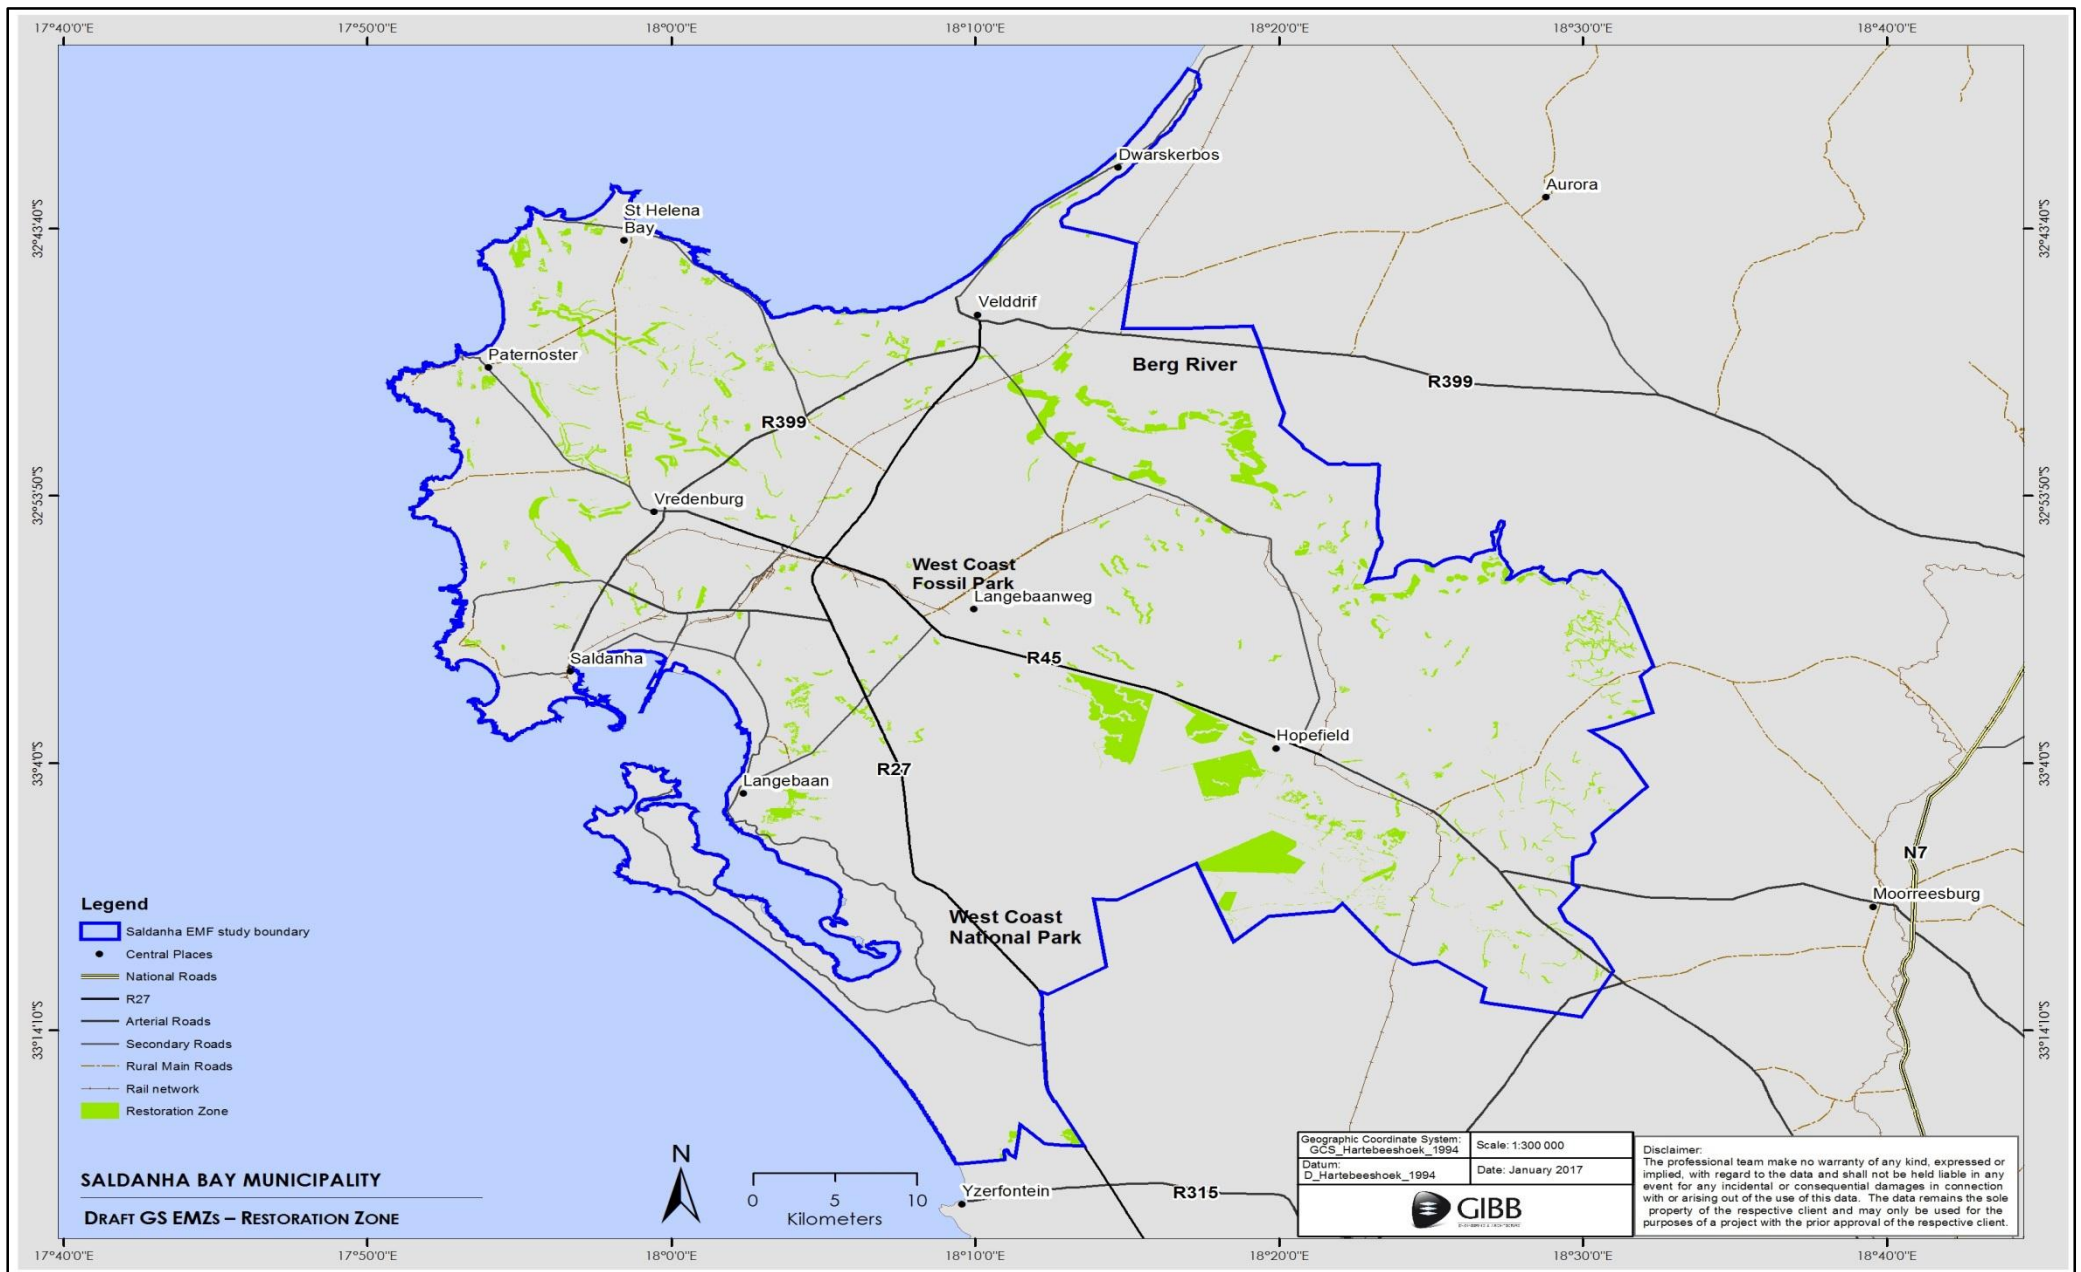 17°40'0"E
17°50'0"E
18°0'0"E
18°10'0"E
18°20'0"E
18°30'0"E
18°40'0"E
32°43'40"S
32°43'40"S
32°53'50"S
32°53'50"S
33°4'0"S
33°4'0"S
33°14'10"S
33°14'10"S
Dwarskerbos
Aurora
St Helena
Bay
Velddrif
Paternoster
Berg River
R399
R399
Vredenburg
West Coast
Fossil Park
Langebaanweg
Saldanha
R45
Hopefield
R27
Langebaan
N7
Moorreesburg
West Coast
National Park
Yzerfontein
R315
Legend
Saldanha EMF study boundary
Central Places
National Roads
R27
Arterial Roads
Secondary Roads
Rural Main Roads
Rail network
Restoration Zone
SALDANHA BAY MUNICIPALITY
DRAFT GS EMZS – RESTORATION ZONE
N
0 5 10
Kilometers
Geographic Coordinate System:
GCS_Hartebeeshoek_1994
Scale: 1:300 000
Datum:
D_Hartebeeshoek_1994
Date: January 2017
GIBB
Disclaimer:
The professional team make no warranty of any kind, expressed or
implied, with regard to the data and shall not be held liable in any
event for any incidental or consequential damages in connection
with or arising out of the use of this data. The data remains the sole
property of the respective client and may only be used for the
purposes of a project with the prior approval of the respective client.
17°40'0"E
17°50'0"E
18°0'0"E
18°10'0"E
18°20'0"E
18°30'0"E
18°40'0"E